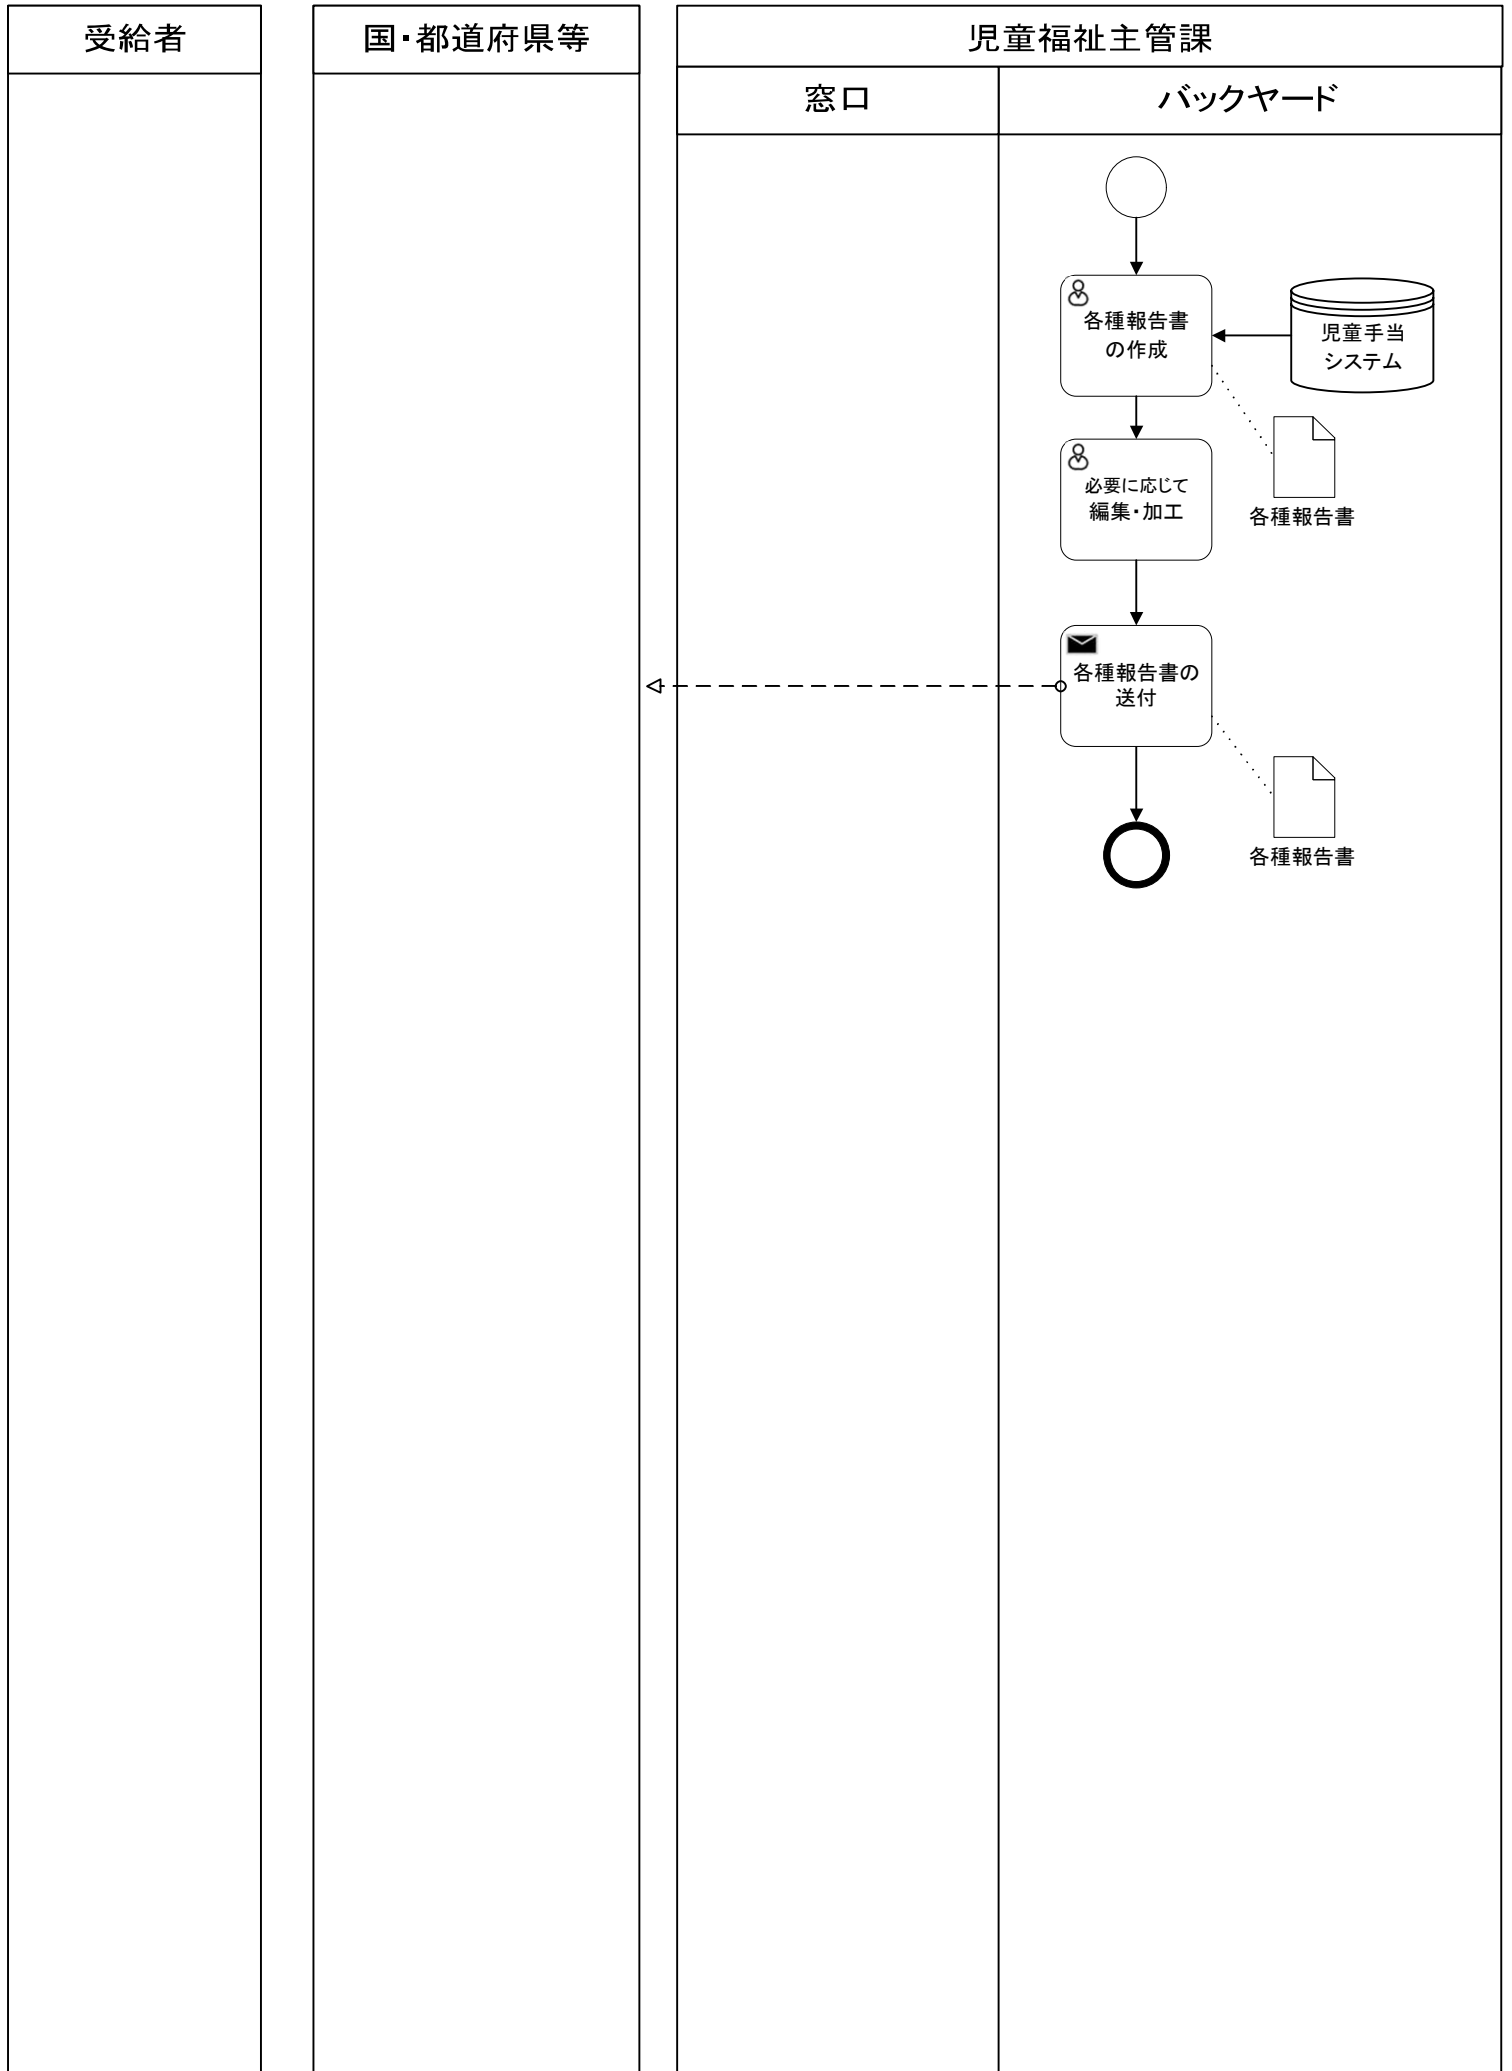 受給者
国・都道府県等
児童福祉主管課
窓口
バックヤード
各種報告書
の作成
児童手当
システム
各種報告書
必要に応じて
編集・加工
各種報告書の
送付
各種報告書